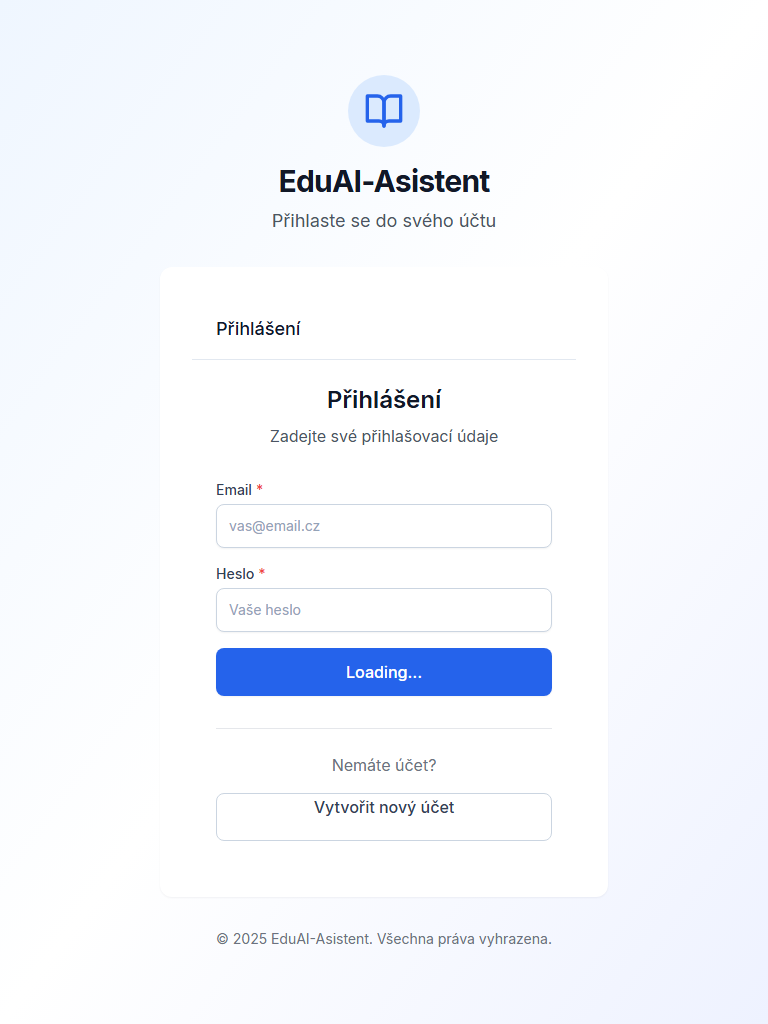 EduAI-Asistent
Přihlaste se do svého účtu
Přihlášení
Přihlášení
Zadejte své přihlašovací údaje
Email *
vas@email.cz
Heslo *
Vaše heslo
Loading...
Nemáte účet?
Vytvořit nový účet
© 2025 EduAI-Asistent. Všechna práva vyhrazena.